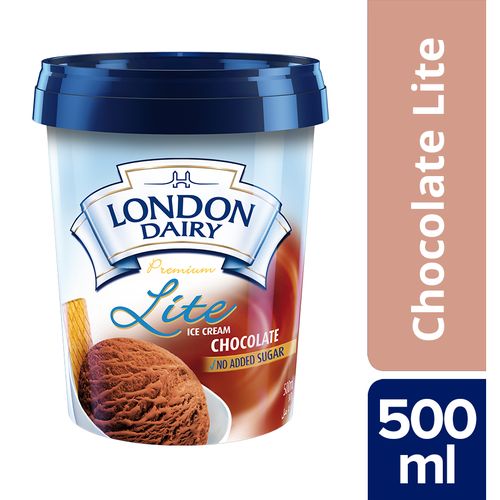 LONDON
DAIRY
Premium
Lite
ICE CREAM
CHOCOLATE
✓NO ADDED SUGAR
Chocolate Lite
500
ml